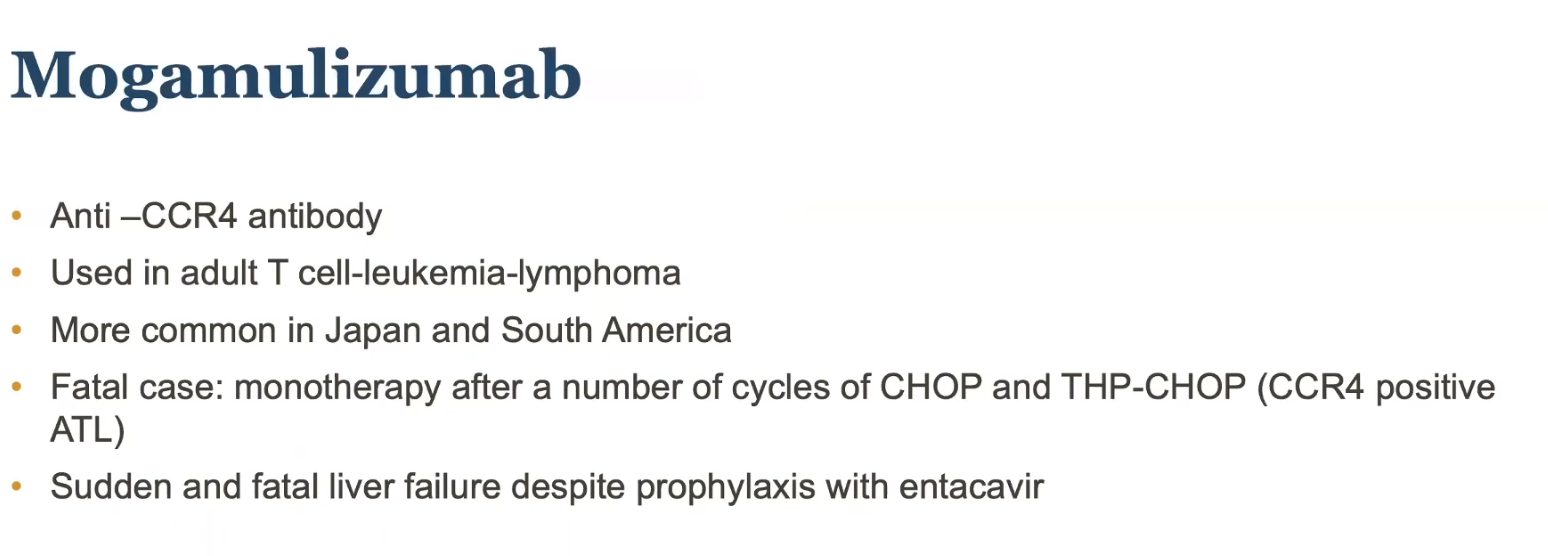 Mogamulizumab
• Anti –CCR4 antibody
• Used in adult T cell-leukemia-lymphoma
• More common in Japan and South America
• Fatal case: monotherapy after a number of cycles of CHOP and THP-CHOP (CCR4 positive
ATL)
• Sudden and fatal liver failure despite prophylaxis with entacavir